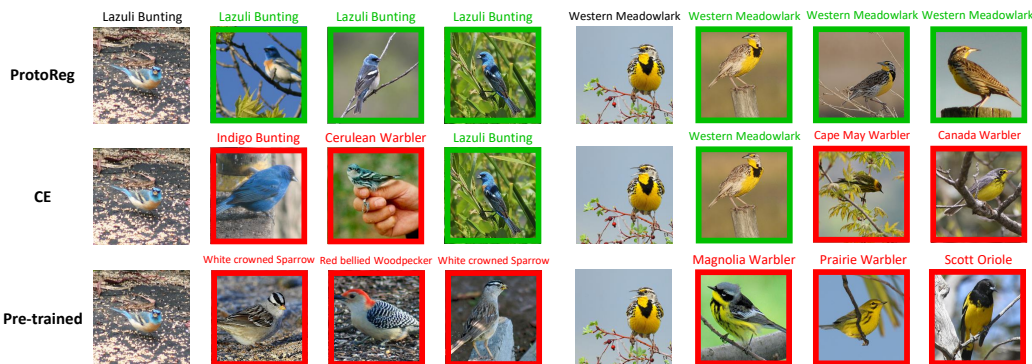 Lazuli Bunting Lazuli Bunting Lazuli Bunting Lazuli Bunting Western Meadowlark Western Meadowlark Western Meadowlark Western Meadowlark
ProtoReg
Indigo Bunting Cerulean Warbler Lazuli Bunting Western Meadowlark Cape May Warbler Canada Warbler
CE
White crowned Sparrow Red bellied Woodpecker White crowned Sparrow Magnolia Warbler Prairie Warbler Scott Oriole
Pre-trained